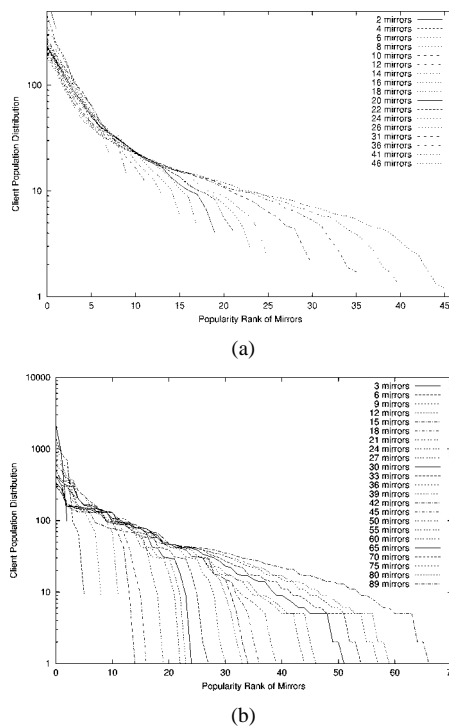 100
10
1
0 5 10 15 20 25 30 35 40 45
Client Population Distribution
Popularity Rank of Mirrors
2 mirrors
4 mirrors
6 mirrors
8 mirrors
10 mirrors
12 mirrors
14 mirrors
16 mirrors
18 mirrors
20 mirrors
22 mirrors
24 mirrors
26 mirrors
31 mirrors
36 mirrors
41 mirrors
46 mirrors
(a)
10000
1000
100
10
1
0 10 20 30 40 50 60 70
Client Population Distribution
Popularity Rank of Mirrors
3 mirrors
6 mirrors
9 mirrors
12 mirrors
15 mirrors
18 mirrors
21 mirrors
24 mirrors
27 mirrors
30 mirrors
33 mirrors
36 mirrors
39 mirrors
42 mirrors
45 mirrors
50 mirrors
55 mirrors
60 mirrors
65 mirrors
70 mirrors
75 mirrors
80 mirrors
89 mirrors
(b)